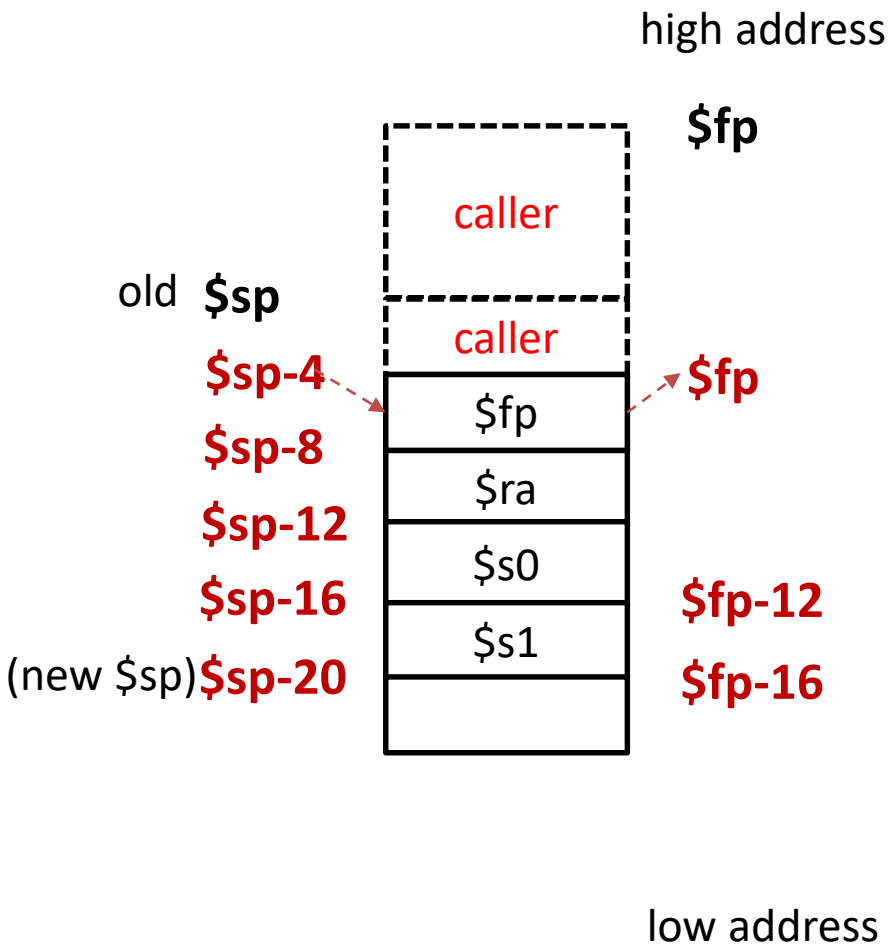 high address
$fp
caller
old $sp
caller
$sp-4
$fp
$fp
$sp-8
$ra
$sp-12
$s0
$sp-16
$fp-12
$s1
(new $sp)$sp-20
$fp-16
low address